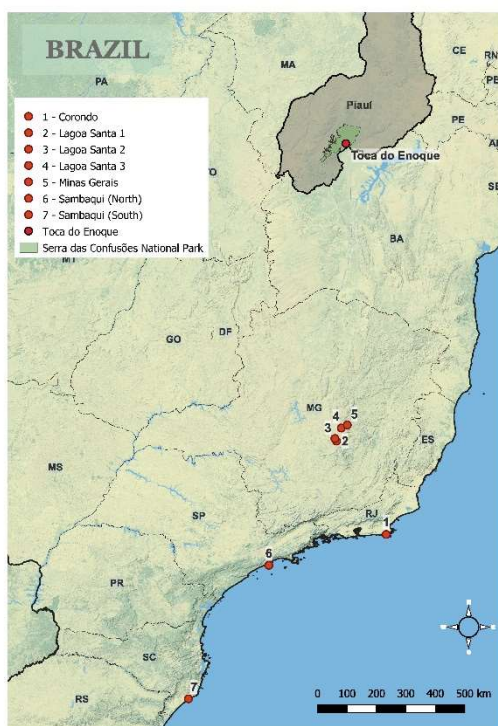 BRAZIL
1 - Corondo
2 - Lagoa Santa 1
3 - Lagoa Santa 2
4 - Lagoa Santa 3
5 - Minas Gerais
6 - Sambaqui (North)
7 - Sambaqui (South)
Toca do Enoque
Serra das Confusões National Park
PA
MA
CE
RN
PB
Piauí
PE
AL
Toca do Enoque
SE
TO
BA
MT
GO
DF
MG
4
5
3
2
ES
MS
SP
RJ
1
6
PR
SC
7
RS
0 100 200 300 400 500 km